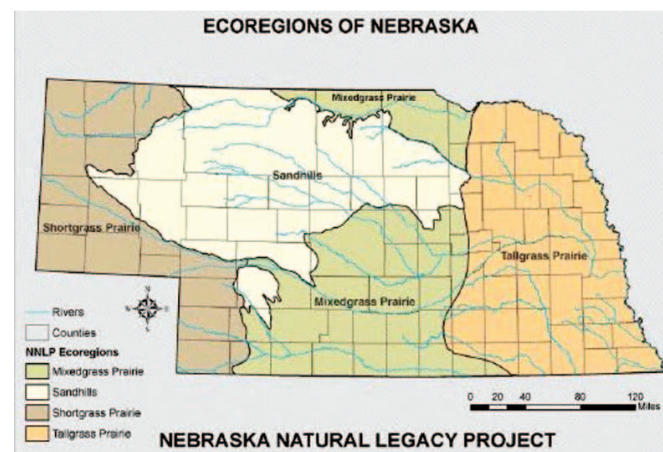 ECOREGIONS OF NEBRASKA
Mixedgrass Prairie
Sandhills
Shortgrass Prairie
Tallgrass Prairie
Mixedgrass Prairie
N
W
E
S
Rivers
Counties
NNLP Ecoregions
Mixedgrass Prairie
Sandhills
Shortgrass Prairie
Tallgrass Prairie
0 20 40 80 120
Miles
NEBRASKA NATURAL LEGACY PROJECT